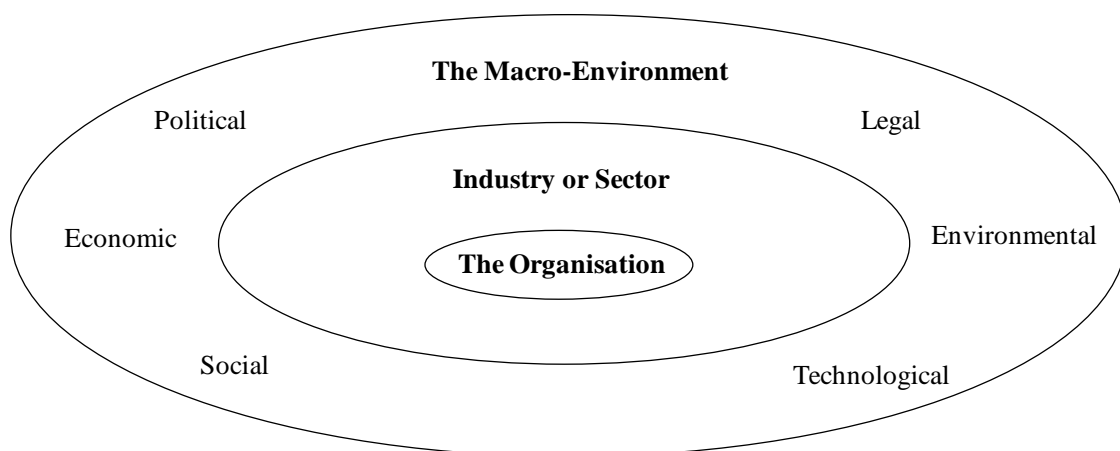 The Macro-Environment
Political
Legal
Industry or Sector
Economic
Environmental
The Organisation
Social
Technological